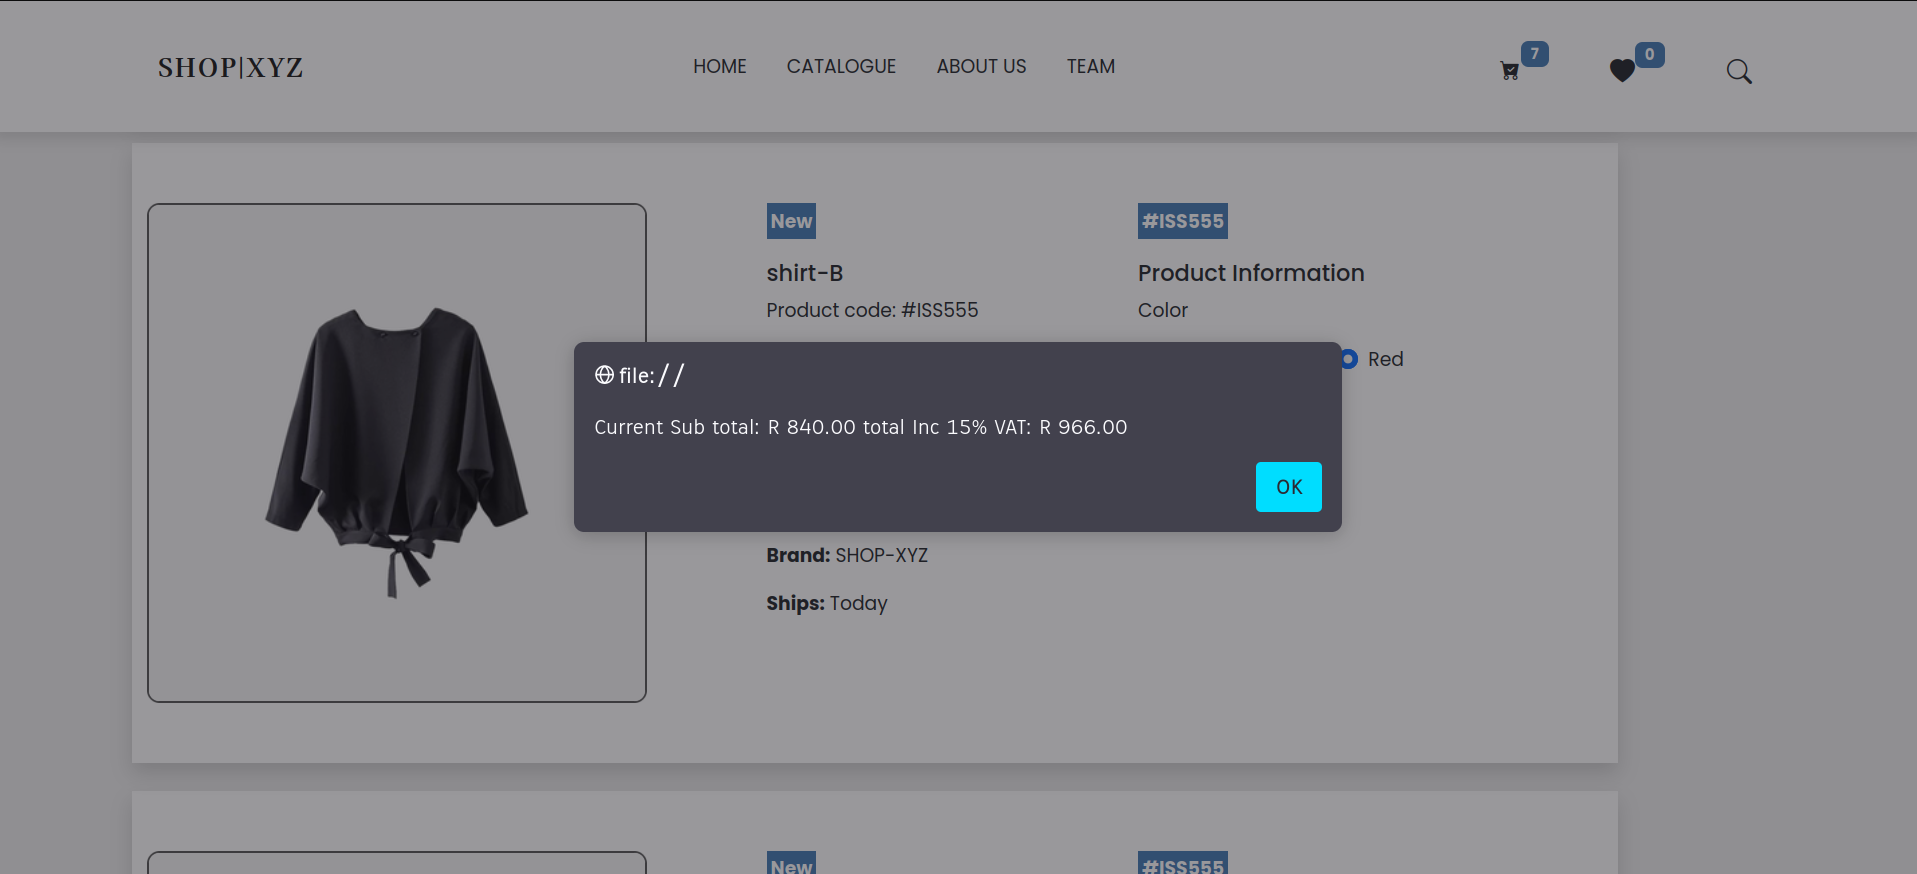 SHOP|XYZ
HOME CATALOGUE ABOUT US TEAM
7
0
New
#ISS555
shirt-B
Product Information
Product code: #ISS555
Color
Red
file://
Current Sub total: R 840.00 total Inc 15% VAT: R 966.00
OK
Brand: SHOP-XYZ
Ships: Today
New
#ISS555